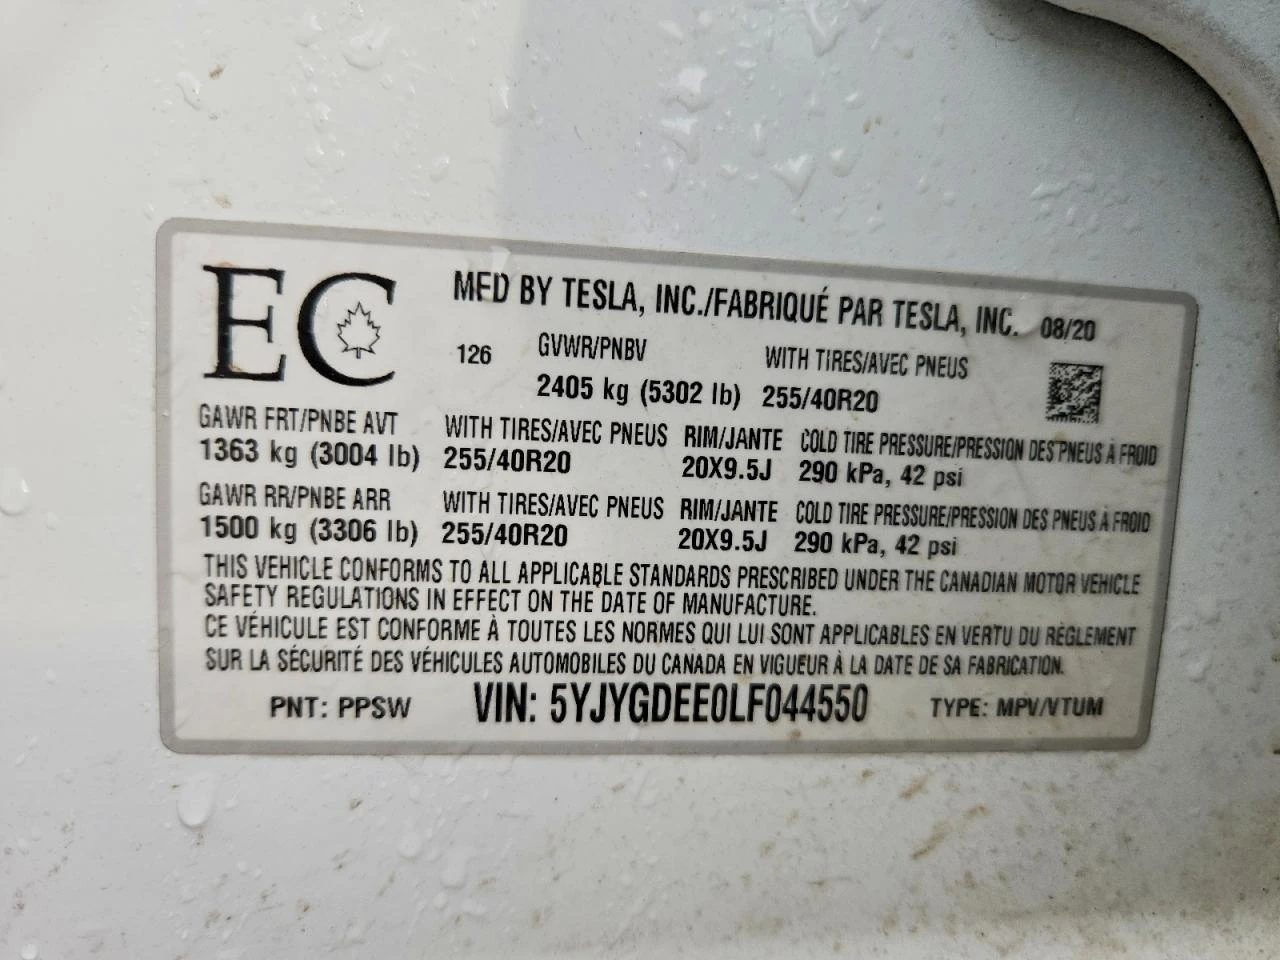 EC
MFD BY TESLA, INC./FABRIQUÉ PAR TESLA, INC. 08/20
126 GVWR/PNBV WITH TIRES/AVEC PNEUS
2405 kg (5302 lb) 255/40R20
GAWR FRT/PNBE AVT WITH TIRES/AVEC PNEUS RIM/JANTE COLD TIRE PRESSURE/PRESSION DES PNEUS À FROID
1363 kg (3004 lb) 255/40R20 20X9.5J 290 kPa, 42 psi
GAWR RR/PNBE ARR WITH TIRES/AVEC PNEUS RIM/JANTE COLD TIRE PRESSURE/PRESSION DES PNEUS À FROID
1500 kg (3306 lb) 255/40R20 20X9.5J 290 kPa, 42 psi
THIS VEHICLE CONFORMS TO ALL APPLICABLE STANDARDS PRESCRIBED UNDER THE CANADIAN MOTOR VEHICLE
SAFETY REGULATIONS IN EFFECT ON THE DATE OF MANUFACTURE.
CE VÉHICULE EST CONFORME À TOUTES LES NORMES QUI LUI SONT APPLICABLES EN VERTU DU RÈGLEMENT
SUR LA SÉCURITÉ DES VÉHICULES AUTOMOBILES DU CANADA EN VIGUEUR À LA DATE DE SA FABRICATION.
PNT: PPSW VIN: 5YJYGDEE0LF044550 TYPE: MPV/VTUM